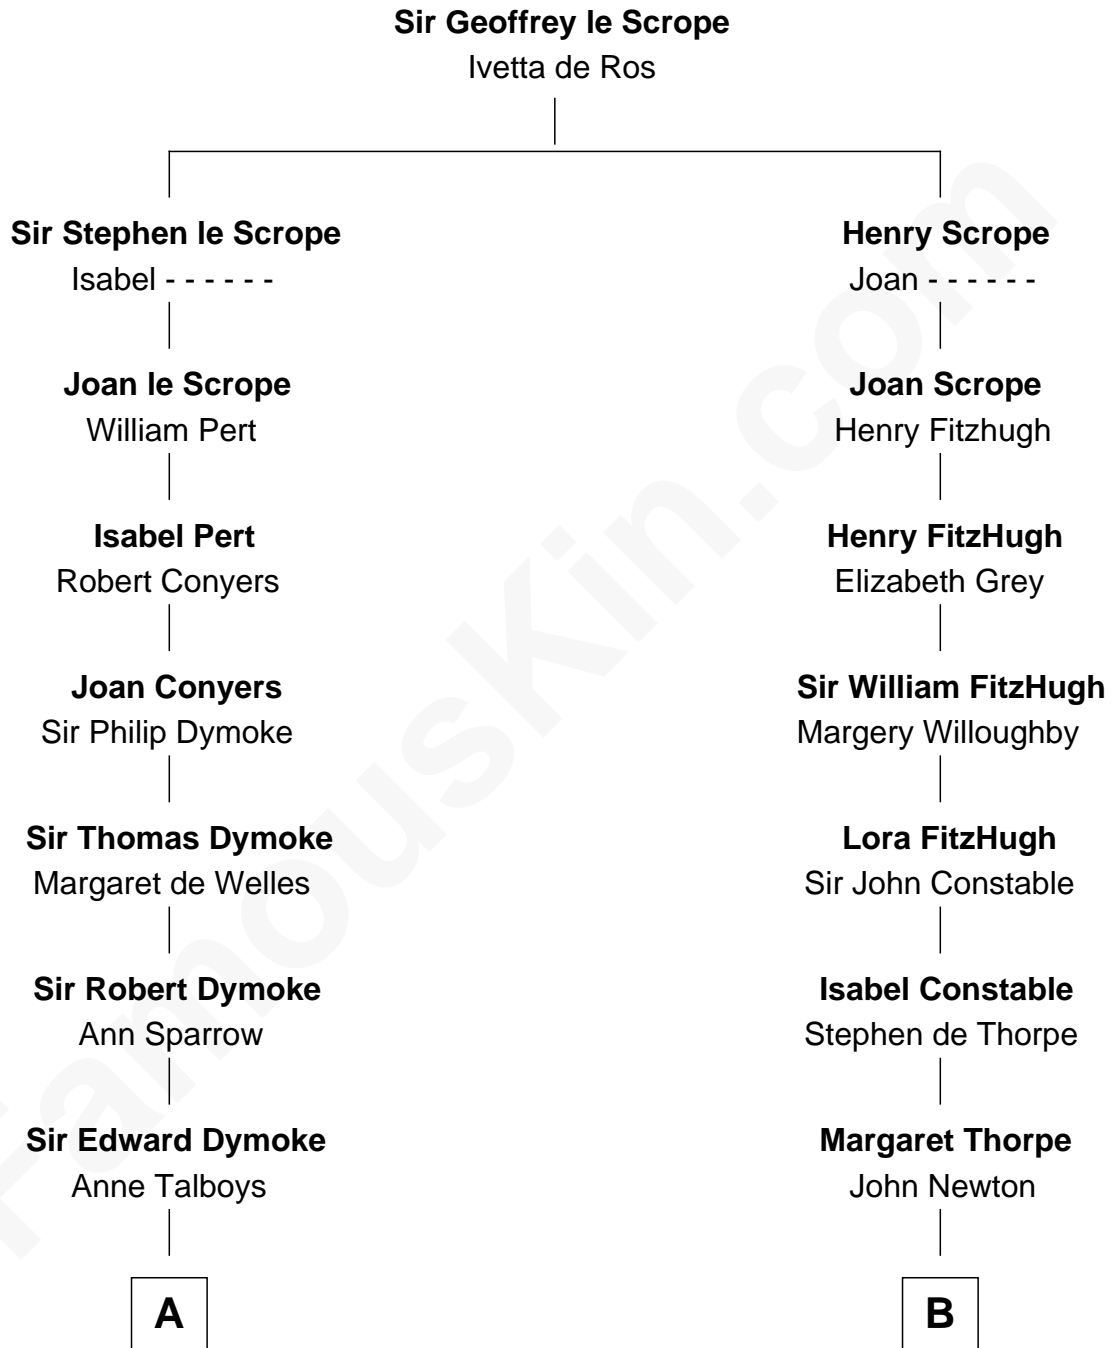 Sir Geoffrey le Scrope
Ivetta de Ros
Sir Stephen le Scrope
Isabel - - - - - -
Joan le Scrope
William Pert
Isabel Pert
Robert Conyers
Joan Conyers
Sir Philip Dymoke
Sir Thomas Dymoke
Margaret de Welles
Sir Robert Dymoke
Ann Sparrow
Sir Edward Dymoke
Anne Talboys
A
Henry Scrope
Joan - - - - - -
Joan Scrope
Henry Fitzhugh
Henry FitzHugh
Elizabeth Grey
Sir William FitzHugh
Margery Willoughby
Lora FitzHugh
Sir John Constable
Isabel Constable
Stephen de Thorpe
Margaret Thorpe
John Newton
B
FamousKin.com